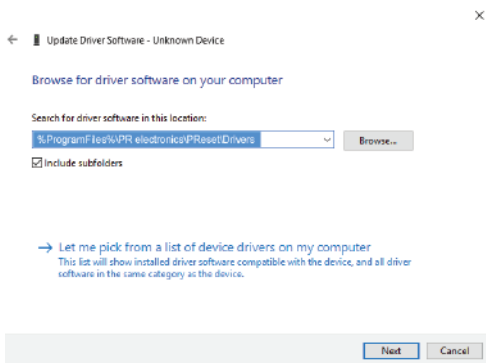 Update Driver Software - Unknown Device
Browse for driver software on your computer
Search for driver software in this location:
%ProgramFiles%\PR electronics\PReset\Drivers
Browse...
Include subfolders
Let me pick from a list of device drivers on my computer
This list will show installed driver software compatible with the device, and all driver
software in the same category as the device.
Next
Cancel